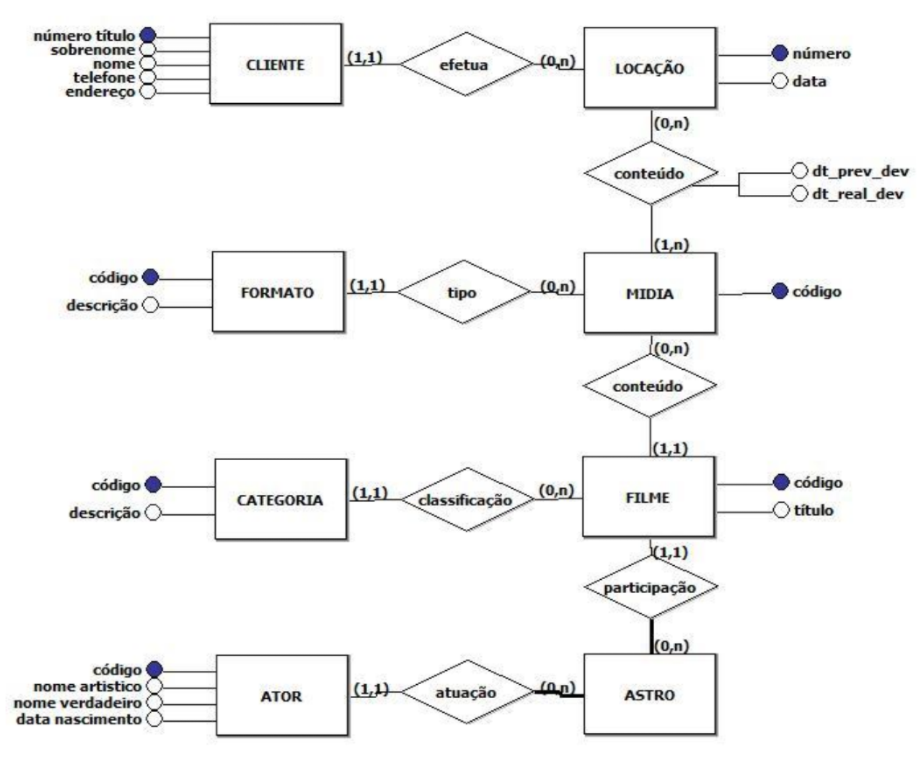 número título
sobrenome
nome
telefone
endereço
CLIENTE
(1,1)
efetua
(0,n)
LOCAÇÃO
número
data
(0,n)
conteúdo
dt_prev_dev
dt_real_dev
(1,n)
código
descrição
FORMATO
(1,1)
tipo
(0,n)
MIDIA
código
(0,n)
conteúdo
(1,1)
código
descrição
CATEGORIA
(1,1)
classificação
(0,n)
FILME
código
título
(1,1)
participação
(0,n)
código
nome artistico
nome verdadeiro
data nascimento
ATOR
(1,1)
atuação
(0,n)
ASTRO